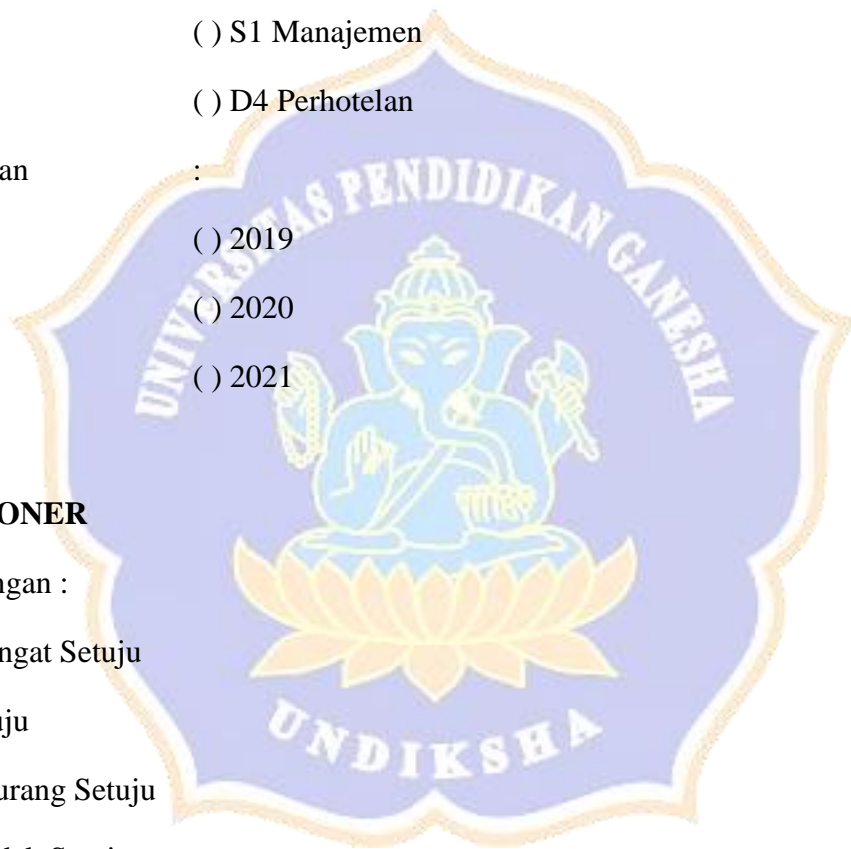 ( ) S1 Manajemen
( ) D4 Perhotelan
an :
( ) 2019
( ) 2020
( ) 2021
ONER
ngan :
ngat Setuju
uju
urang Setuju
UNIVERSITAS PENDIDIKAN GANESHA
UNDIKSHA